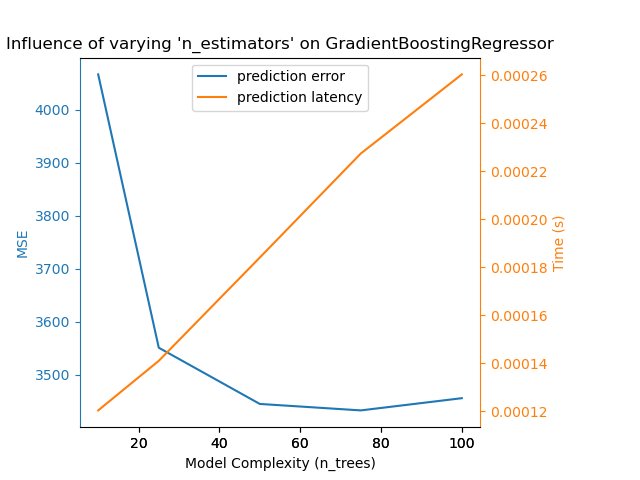 Influence of varying 'n_estimators' on GradientBoostingRegressor
prediction error
prediction latency
4000
3900
3800
3700
3600
3500
MSE
0.00026
0.00024
0.00022
0.00020
0.00018
0.00016
0.00014
0.00012
Time (s)
20 40 60 80 100
Model Complexity (n_trees)